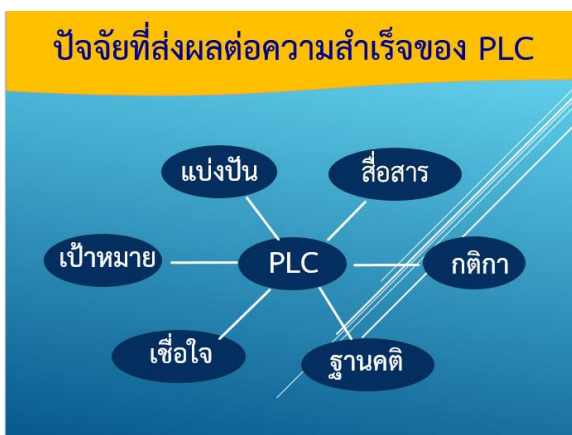 ปัจจัยที่ส่งผลต่อความสำเร็จของ PLC
แบ่งปัน
สื่อสาร
เป้าหมาย
PLC
กติกา
เชื่อใจ
ฐานคติ